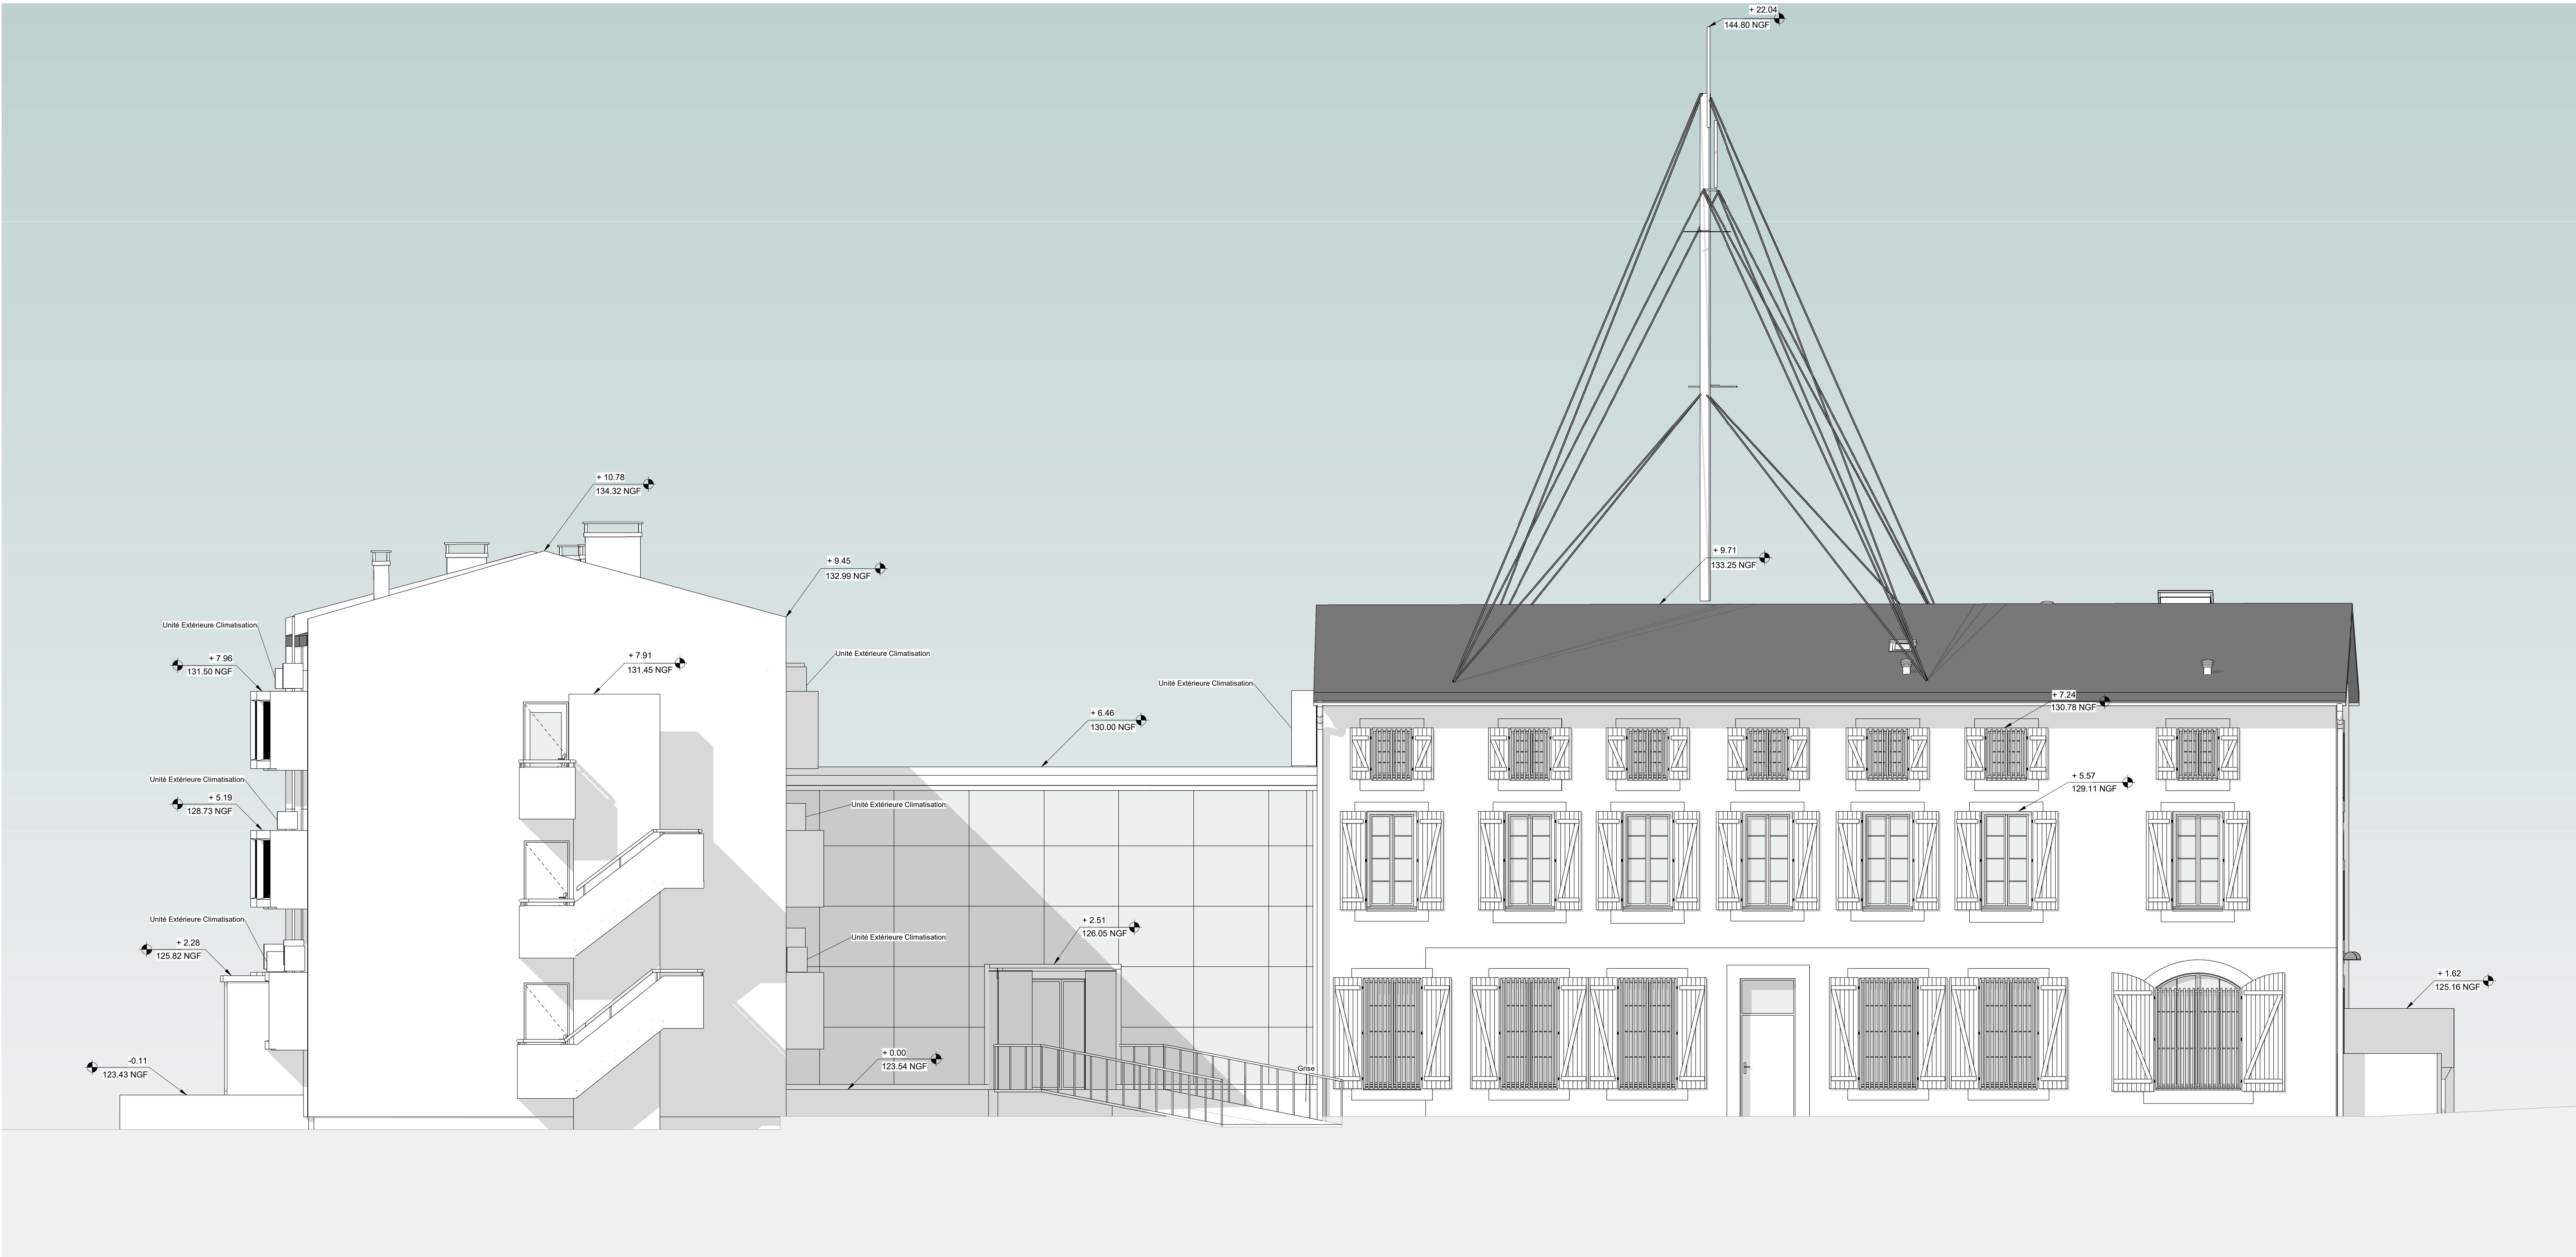 + 22.04
144.80 NGF
+ 10.78
134.32 NGF
+ 9.71
133.25 NGF
+ 9.45
132.99 NGF
Unité Extérieure Climatisation
+ 7.96
131.50 NGF
+ 7.91
131.45 NGF
Unité Extérieure Climatisation
Unité Extérieure Climatisation
+ 7.24
130.78 NGF
+ 6.46
130.00 NGF
Unité Extérieure Climatisation
+ 5.19
128.73 NGF
Unité Extérieure Climatisation
+ 5.57
129.11 NGF
Unité Extérieure Climatisation
+ 2.28
125.82 NGF
+ 2.51
126.05 NGF
Unité Extérieure Climatisation
+ 1.62
125.16 NGF
-0.11
123.43 NGF
+ 0.00
123.54 NGF
Grise